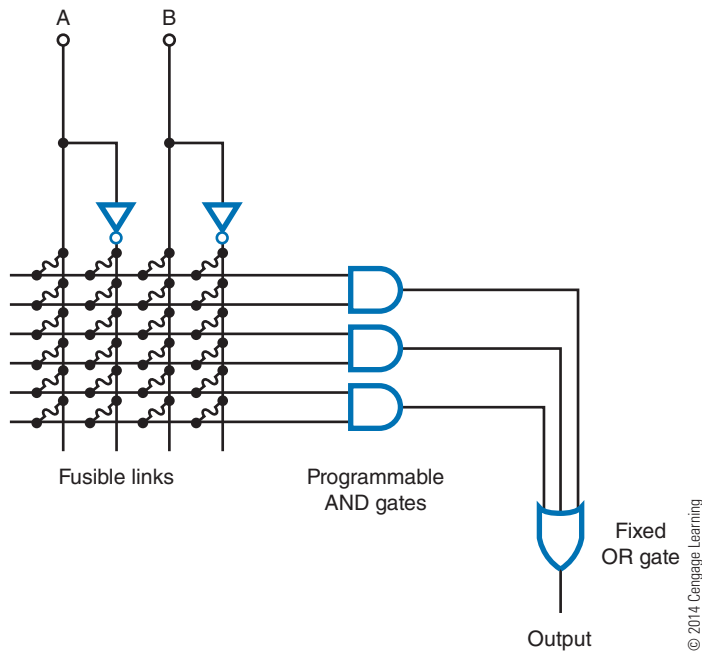 A B
Fusible links
Programmable
AND gates
Fixed
OR gate
Output
© 2014 Cengage Learning